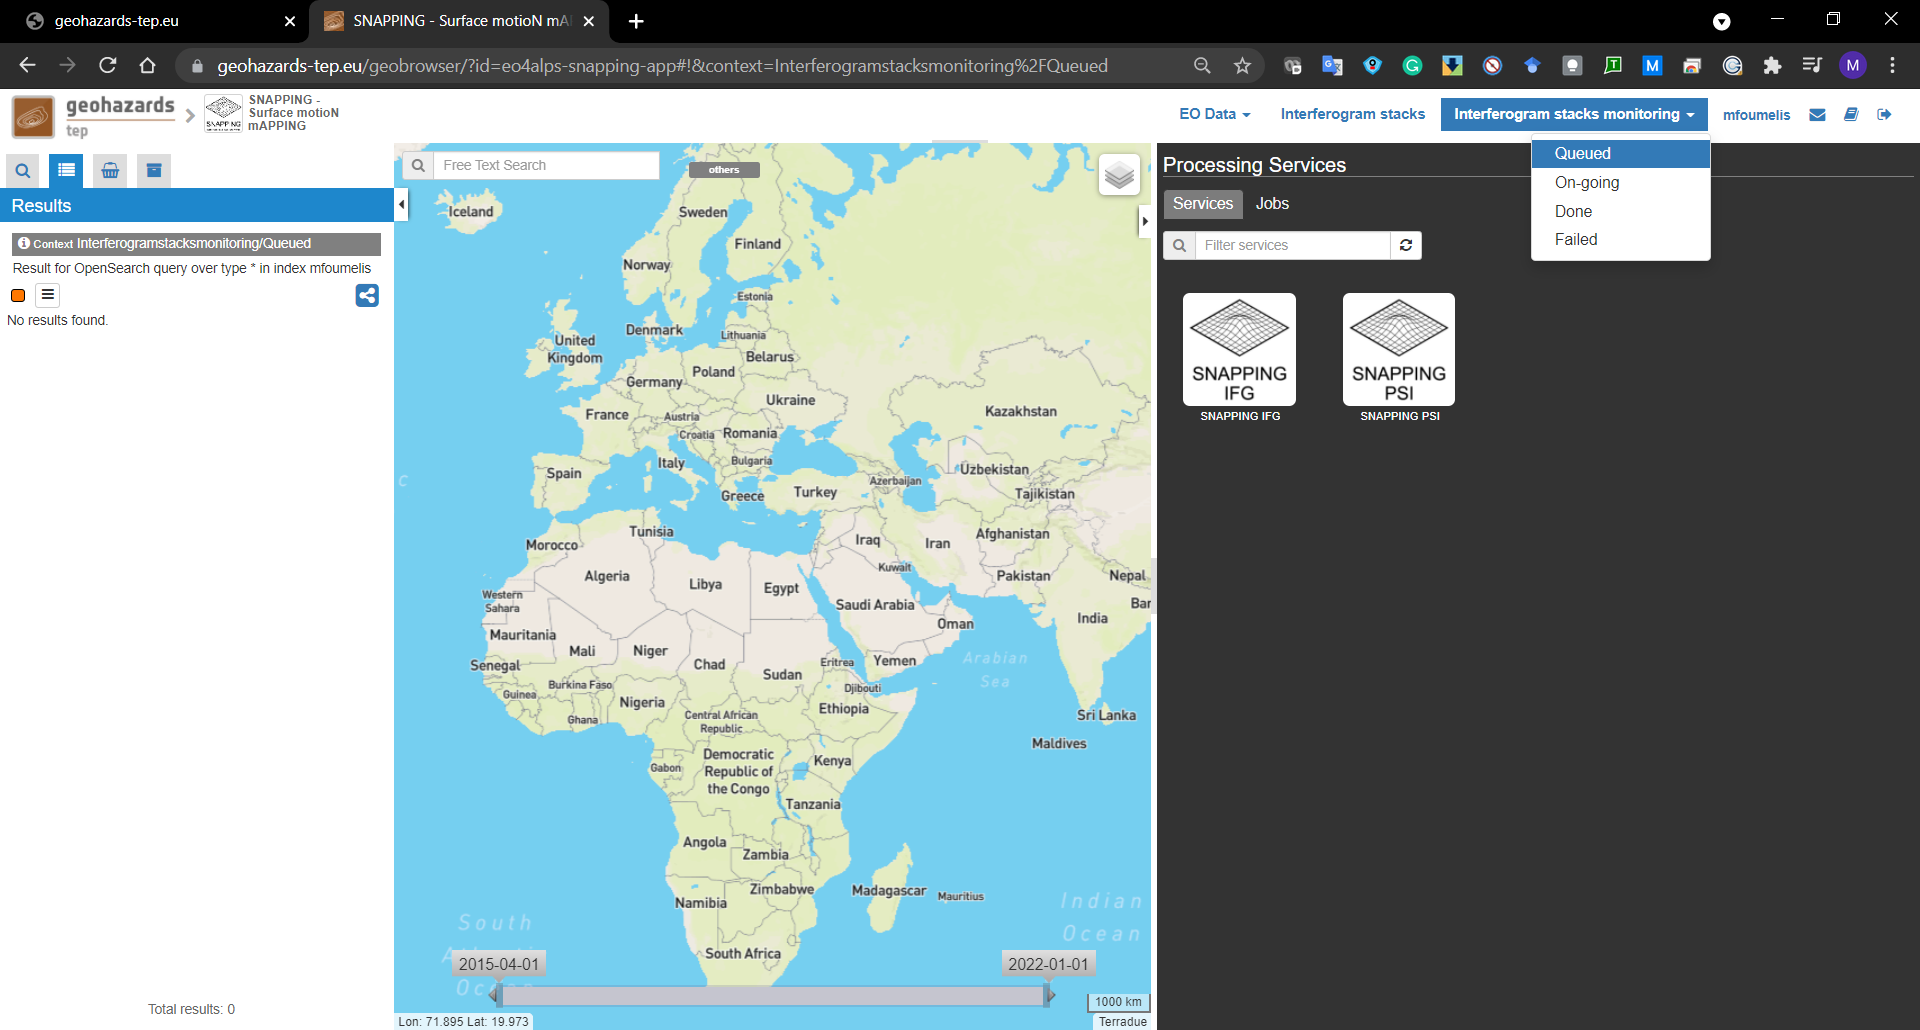 geohazards-tep.eu
SNAPPING - Surface motioN mA
geohazards-tep.eu/geobrowser/?id=eo4alps-snapping-app#!&context=Interferogramstacksmonitoring%2FQueued
M
M
geohazards
tep
SNAPPING
SNAPPING -
Surface motioN
mAPPING
EO Data
Interferogram stacks
Interferogram stacks monitoring
mfoumelis
Queued
On-going
Done
Failed
Results
Context Interferogramstacksmonitoring/Queued
Result for OpenSearch query over type * in index mfoumelis
No results found.
Total results: 0
Free Text Search
others
Iceland
Sweden
Finland
Norway
Estonia
Denmark
Lithuania
United
Kingdom
Belarus
Poland
Germany
Ukraine
France
Austria
Kazakhstan
Croatia
Romania
Bulgaria
Italy
Spain
Uzbekistan
Azerbaijan
Greece
Turkey
Tajikistan
C
Tunisia
Morocco
Iraq
Iran
Afghanistan
Kuwait
Algeria
Libya
Egypt
Pakistan
Nepal
Western
Sahara
Saudi Arabia
Bar
India
Oman
Mauritania
Mali
Niger
Chad
Sudan
Eritrea
Yemen
Arabian
Sea
Senegal
Burkina Faso
Djibouti
Guinea
Nigeria
Ethiopia
Ghana
Central African
Republic
Sri Lanka
Maldives
Democratic
Republic of
the Congo
Gabon
Kenya
Tanzania
Angola
Zambia
Zimbabwe
Madagascar
Mauritius
Namibia
Indian
Ocean
South
South Africa
2015-04-01
2022-01-01
Oc
1000 km
Lon: 71.895 Lat: 19.973
Terradue
Processing Services
Services
Jobs
Filter services
SNAPPING
IFG
SNAPPING IFG
SNAPPING
PSI
SNAPPING PSI